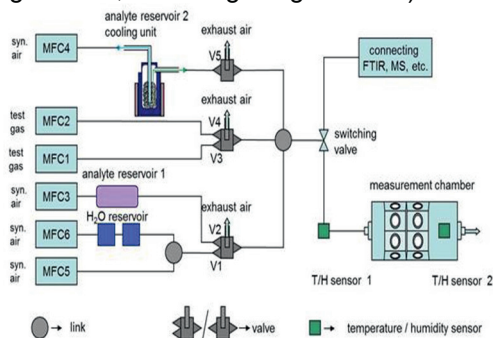 analyte reservoir 2
cooling unit
syn.
air
MFC4
exhaust air
V5
exhaust air
connecting
FTIR, MS, etc.
test
gas
MFC2
V4
test
gas
MFC1
V3
switching
valve
analyte reservoir 1
syn.
air
MFC3
H2O reservoir
exhaust air
measurement chamber
syn.
air
MFC6
V2
syn.
air
MFC5
V1
T/H sensor 1
T/H sensor 2
link
valve
temperature / humidity sensor